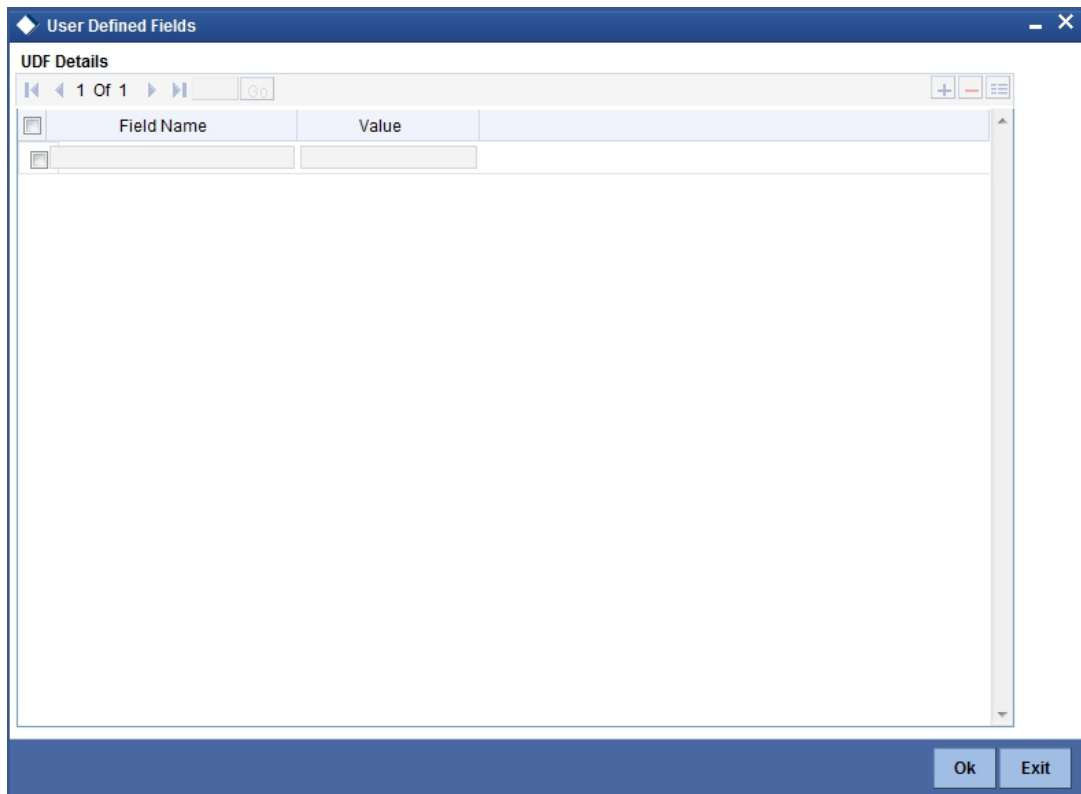 User Defined Fields
UDF Details
1 Of 1 Go
Field Name Value
Ok Exit